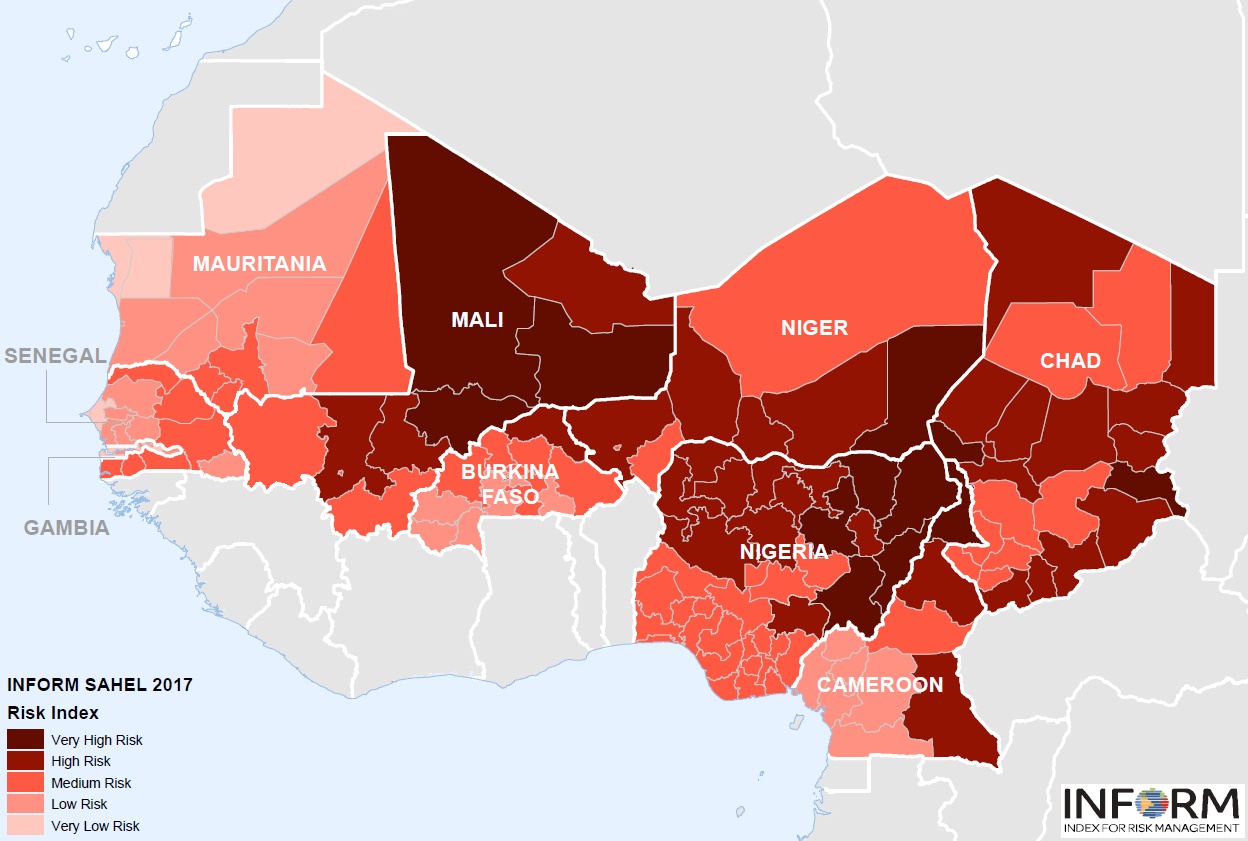 MAURITANIA
MALI
NIGER
CHAD
SENEGAL
BURKINA
FASO
GAMBIA
NIGERIA
CAMEROON
INFORM SAHEL 2017
Risk Index
Very High Risk
High Risk
Medium Risk
Low Risk
Very Low Risk
INFORM
INDEX FOR RISK MANAGEMENT